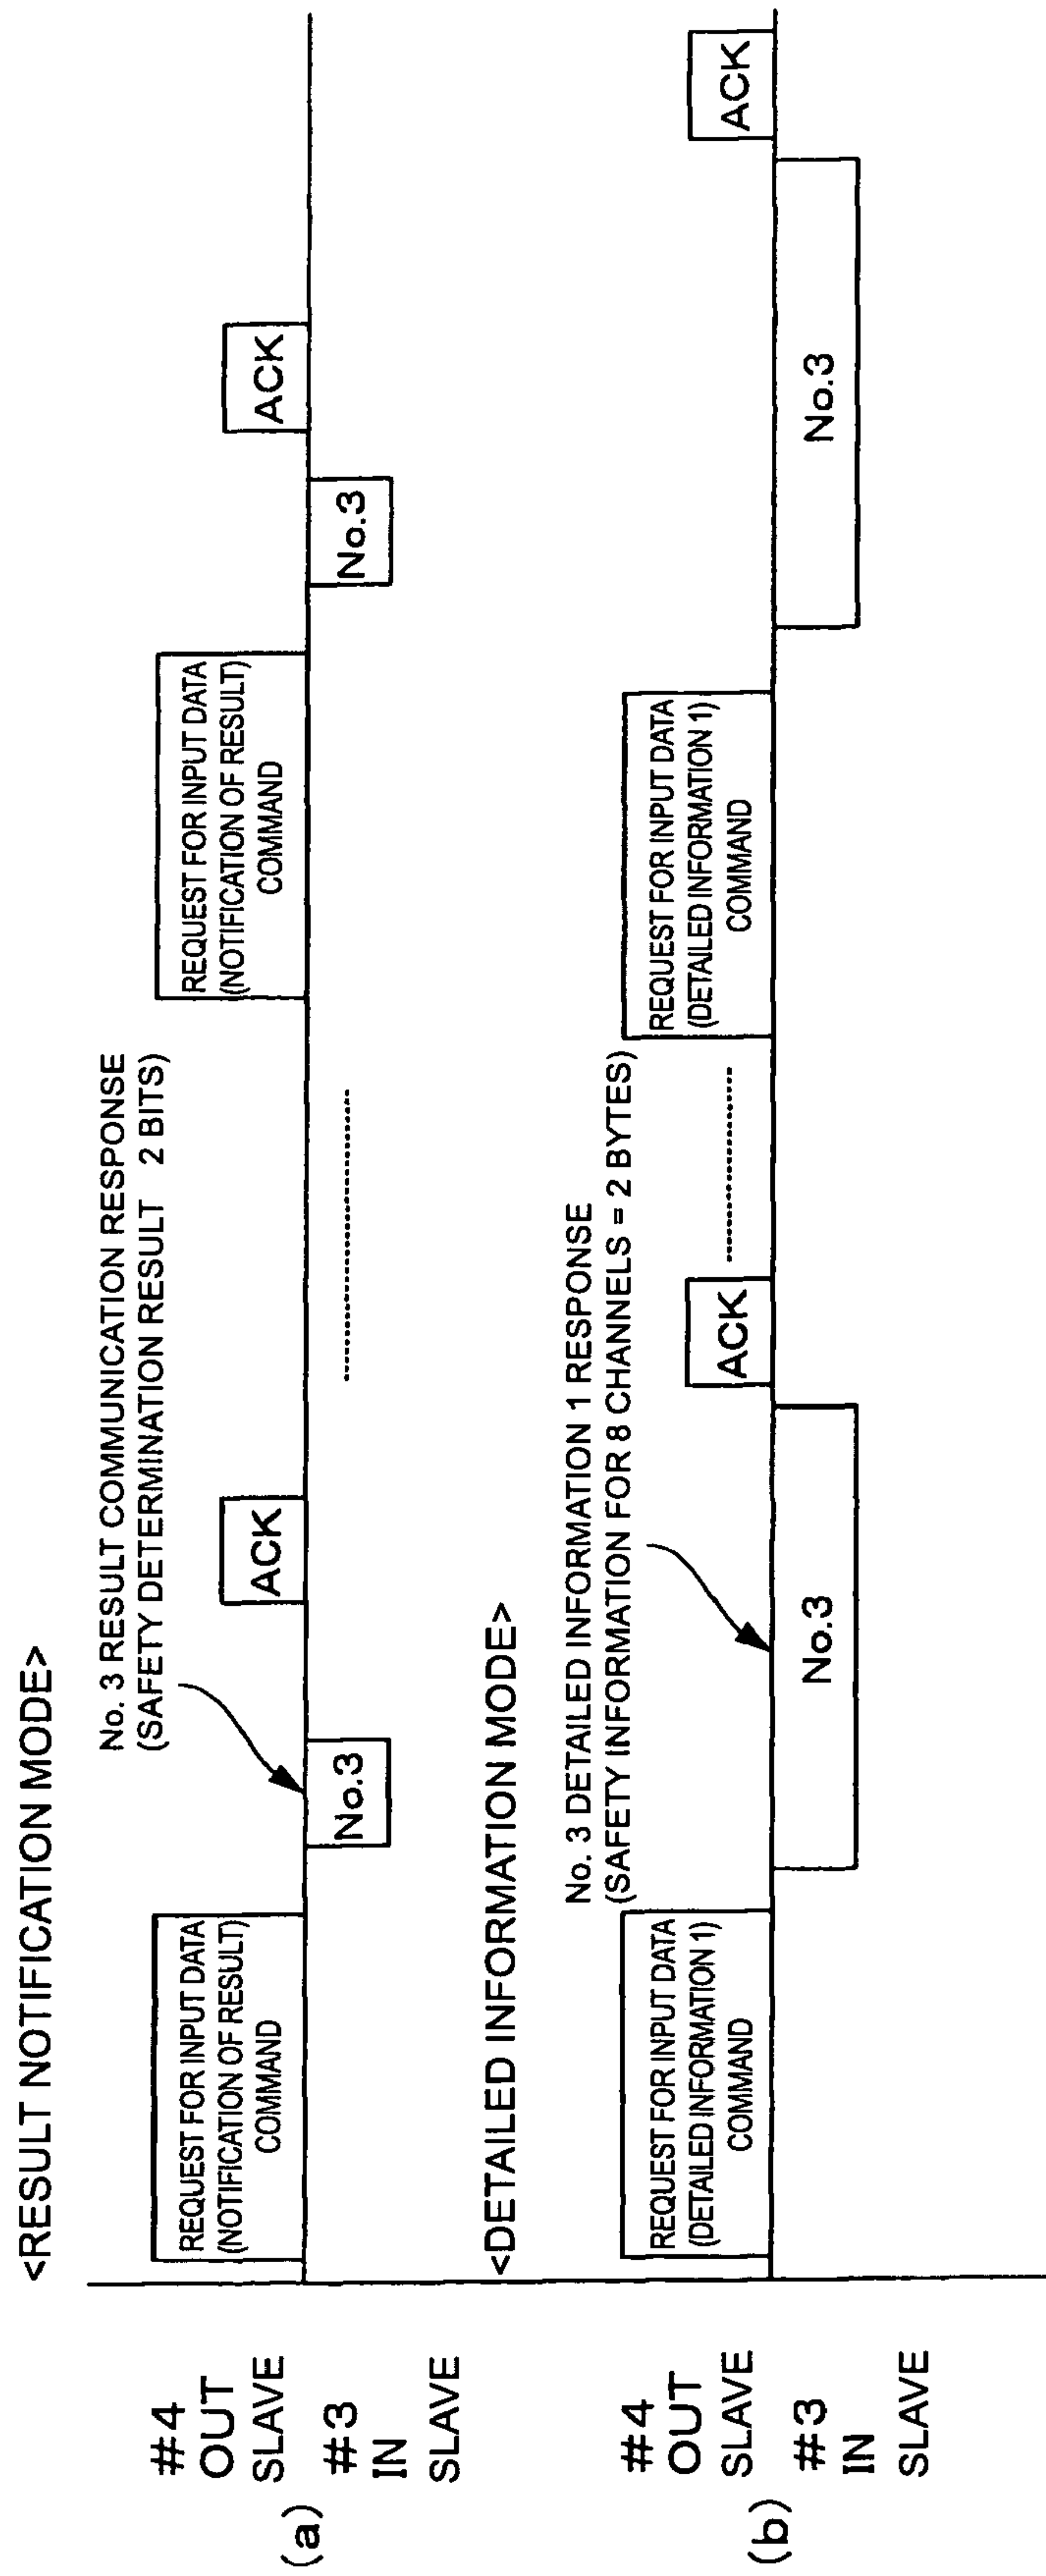 <RESULT NOTIFICATION MODE>
No. 3 RESULT COMMUNICATION RESPONSE
(SAFETY DETERMINATION RESULT 2 BITS)
#4
OUT
SLAVE
#3
IN
SLAVE
(a)
REQUEST FOR INPUT DATA
(NOTIFICATION OF RESULT)
COMMAND
No.3
ACK
REQUEST FOR INPUT DATA
(NOTIFICATION OF RESULT)
COMMAND
No.3
ACK
<DETAILED INFORMATION MODE>
No. 3 DETAILED INFORMATION 1 RESPONSE
(SAFETY INFORMATION FOR 8 CHANNELS = 2 BYTES)
#4
OUT
SLAVE
#3
IN
SLAVE
(b)
REQUEST FOR INPUT DATA
(DETAILED INFORMATION 1)
COMMAND
No.3
ACK
REQUEST FOR INPUT DATA
(DETAILED INFORMATION 1)
COMMAND
No.3
ACK